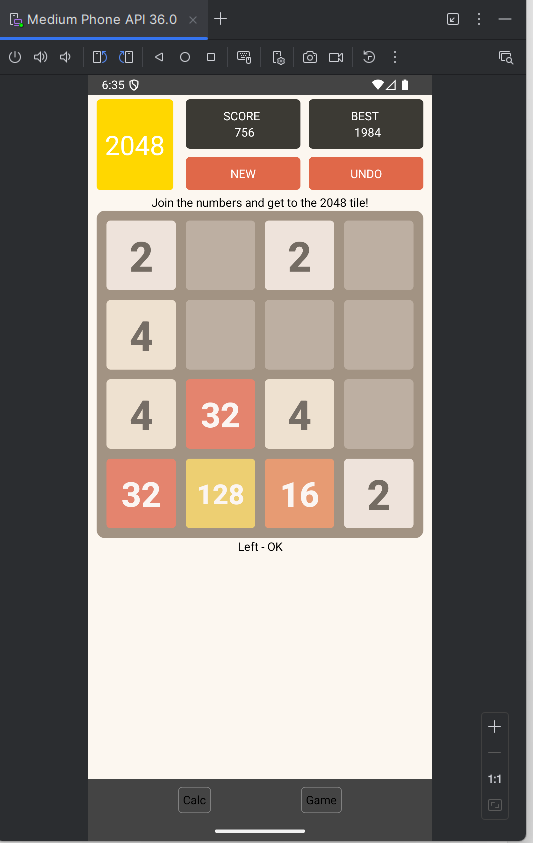 Medium Phone API 36.0
6:35
2048
SCORE
756
BEST
1984
NEW
UNDO
Join the numbers and get to the 2048 tile!
2 2
4
4 32 4
32 128 16 2
Left - OK
1:1
Calc Game